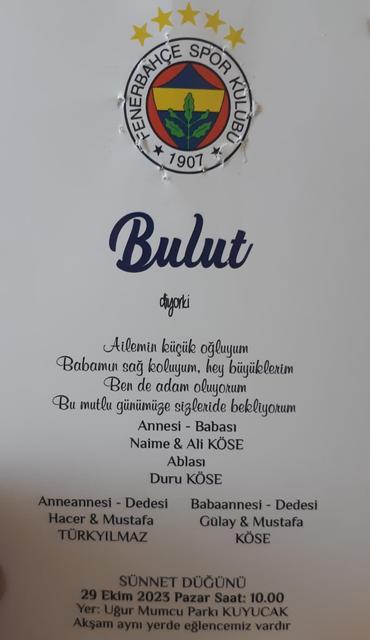 FENERBAHÇE SPOR KULÜBÜ
★ 1907 ★
Bulut
diyorki
Ailemin küçük oğluyum
Babamın sağ koluyum, hey büyüklerim
Ben de adam oluyorum
Bu mutlu günümüze sizleride bekliyorum
Annesi - Babası
Naime & Ali KÖSE
Ablası
Duru KÖSE
Anneannesi - Dedesi
Hacer & Mustafa
TÜRKYILMAZ
Babaannesi - Dedesi
Gülay & Mustafa
KÖSE
SÜNNET DÜĞÜNÜ
29 Ekim 2023 Pazar Saat: 10.00
Yer: Uğur Mumcu Parkı KUYUCAK
Akşam aynı yerde eğlencemiz vardır